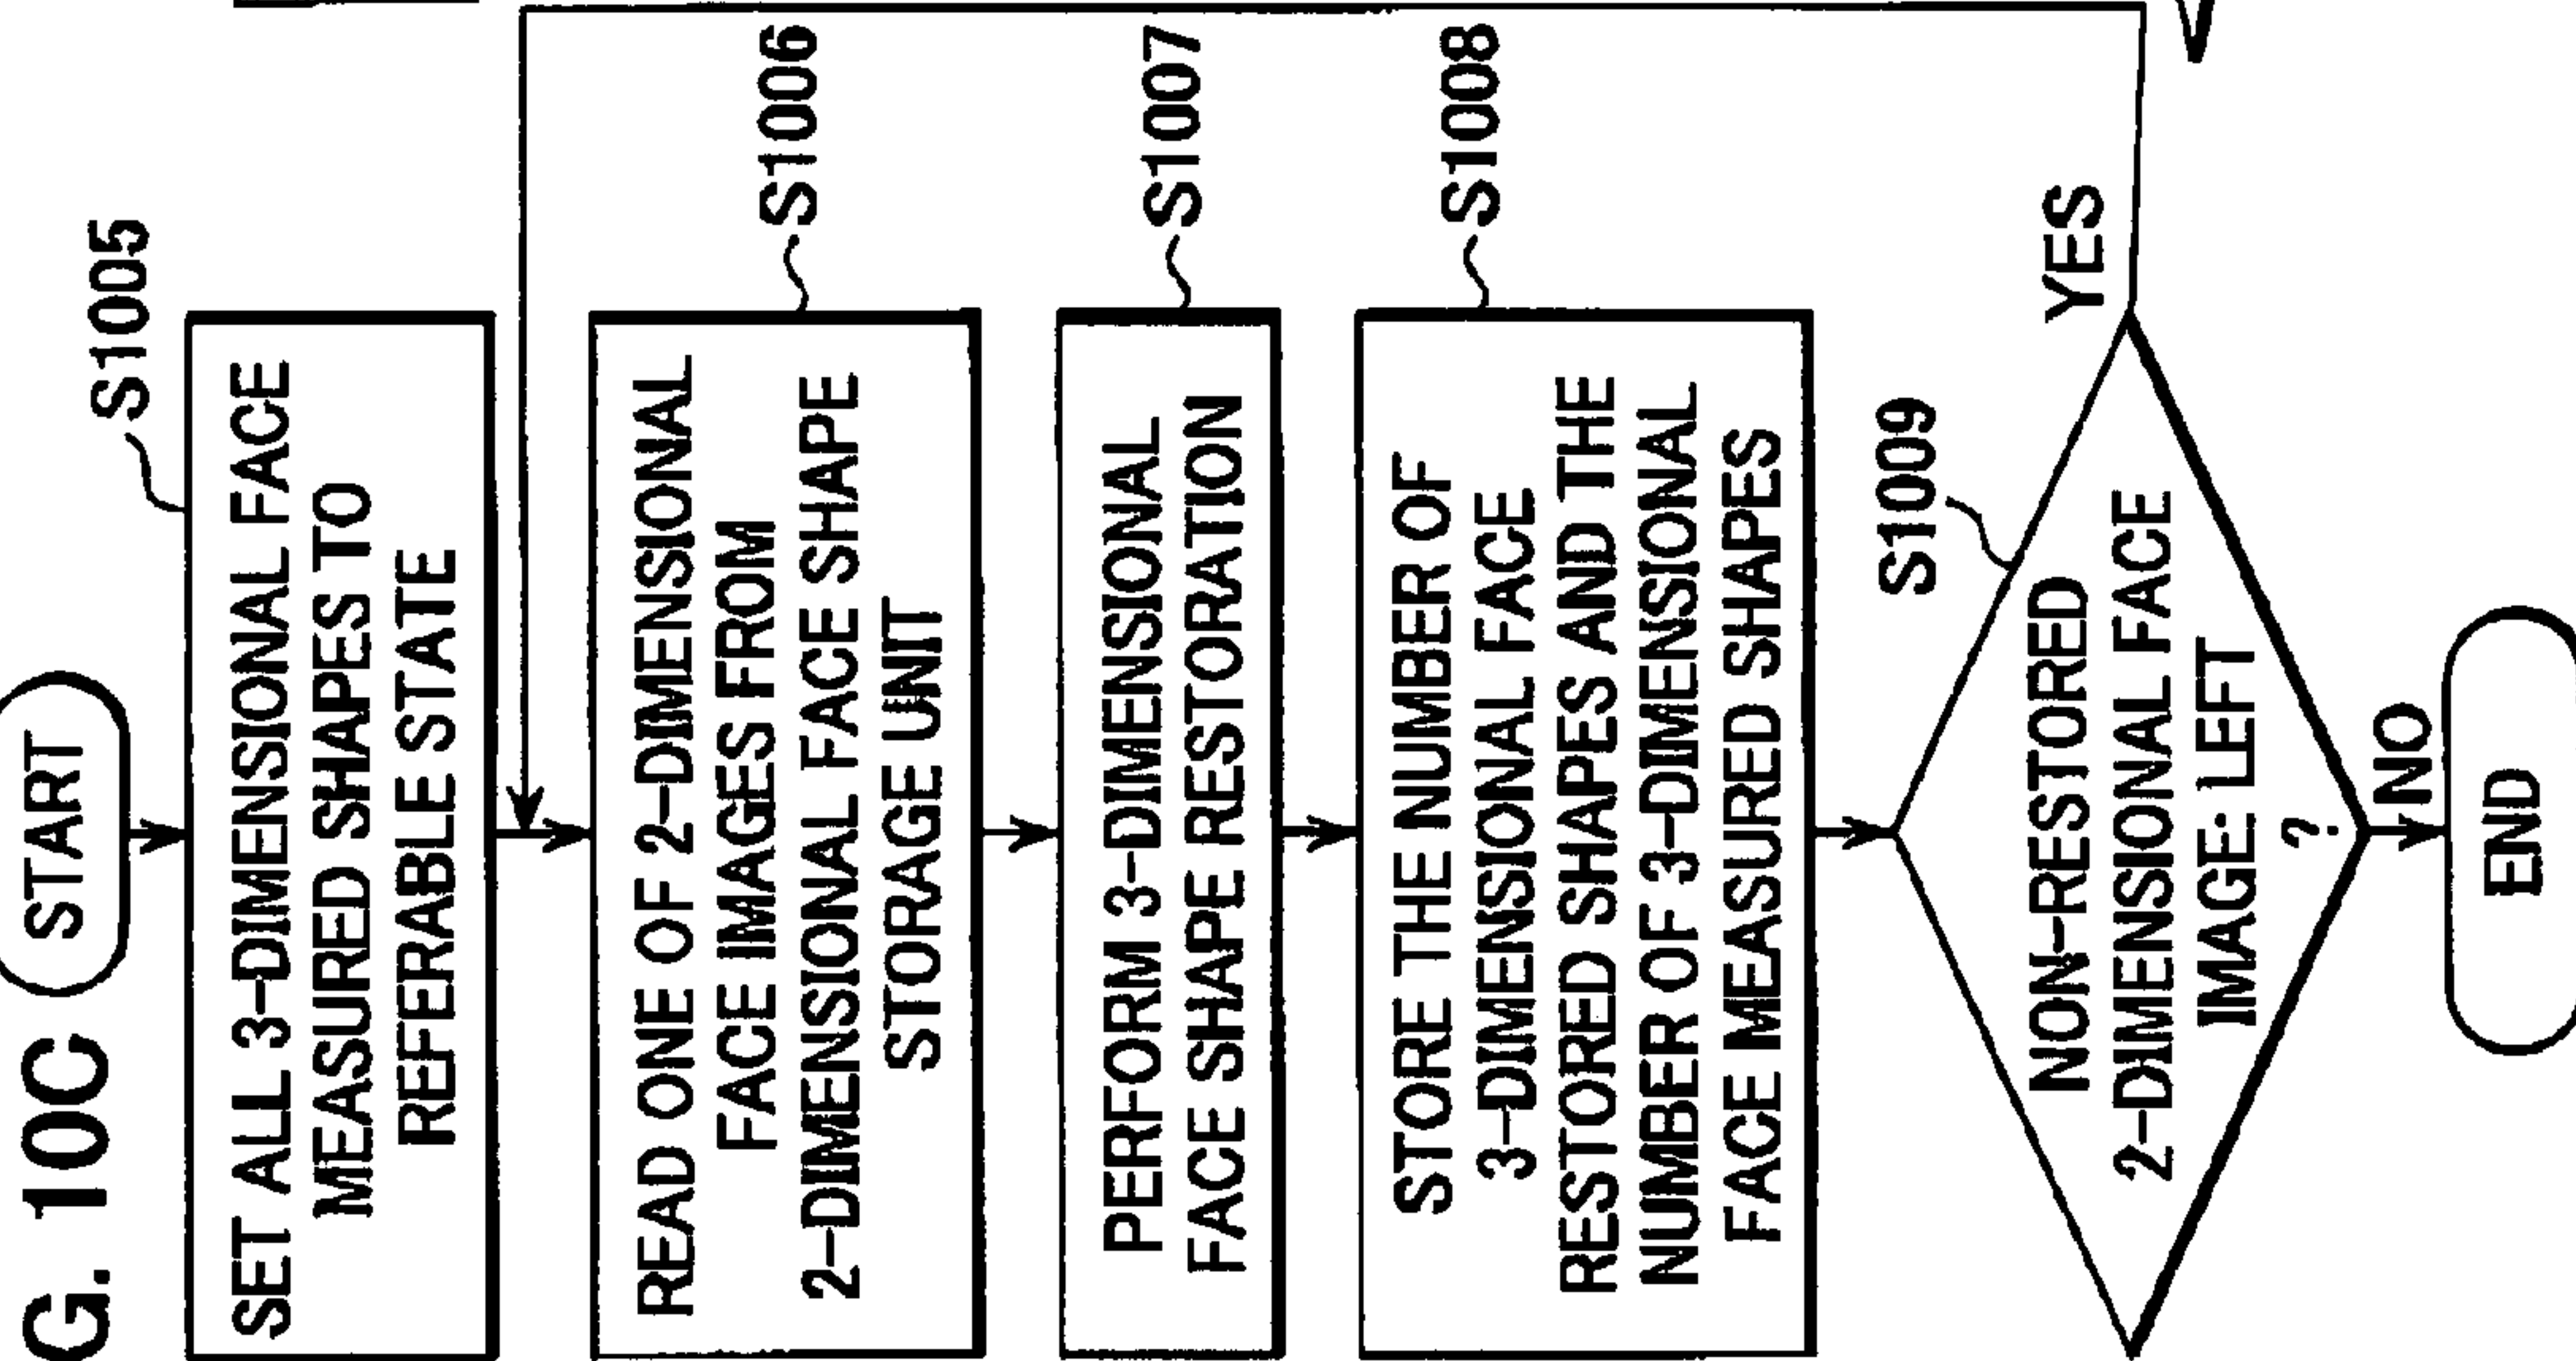 G. 10C
START
S1005
SET ALL 3-DIMENSIONAL FACE
MEASURED SHAPES TO
REFERABLE STATE
S1006
READ ONE OF 2-DIMENSIONAL
FACE IMAGES FROM
2-DIMENSIONAL FACE SHAPE
STORAGE UNIT
S1007
PERFORM 3-DIMENSIONAL
FACE SHAPE RESTORATION
S1008
STORE THE NUMBER OF
3-DIMENSIONAL FACE
RESTORED SHAPES AND THE
NUMBER OF 3-DIMENSIONAL
FACE MEASURED SHAPES
S1009
NON-RESTORED
2-DIMENSIONAL FACE
IMAGE: LEFT
?
YES
NO
END